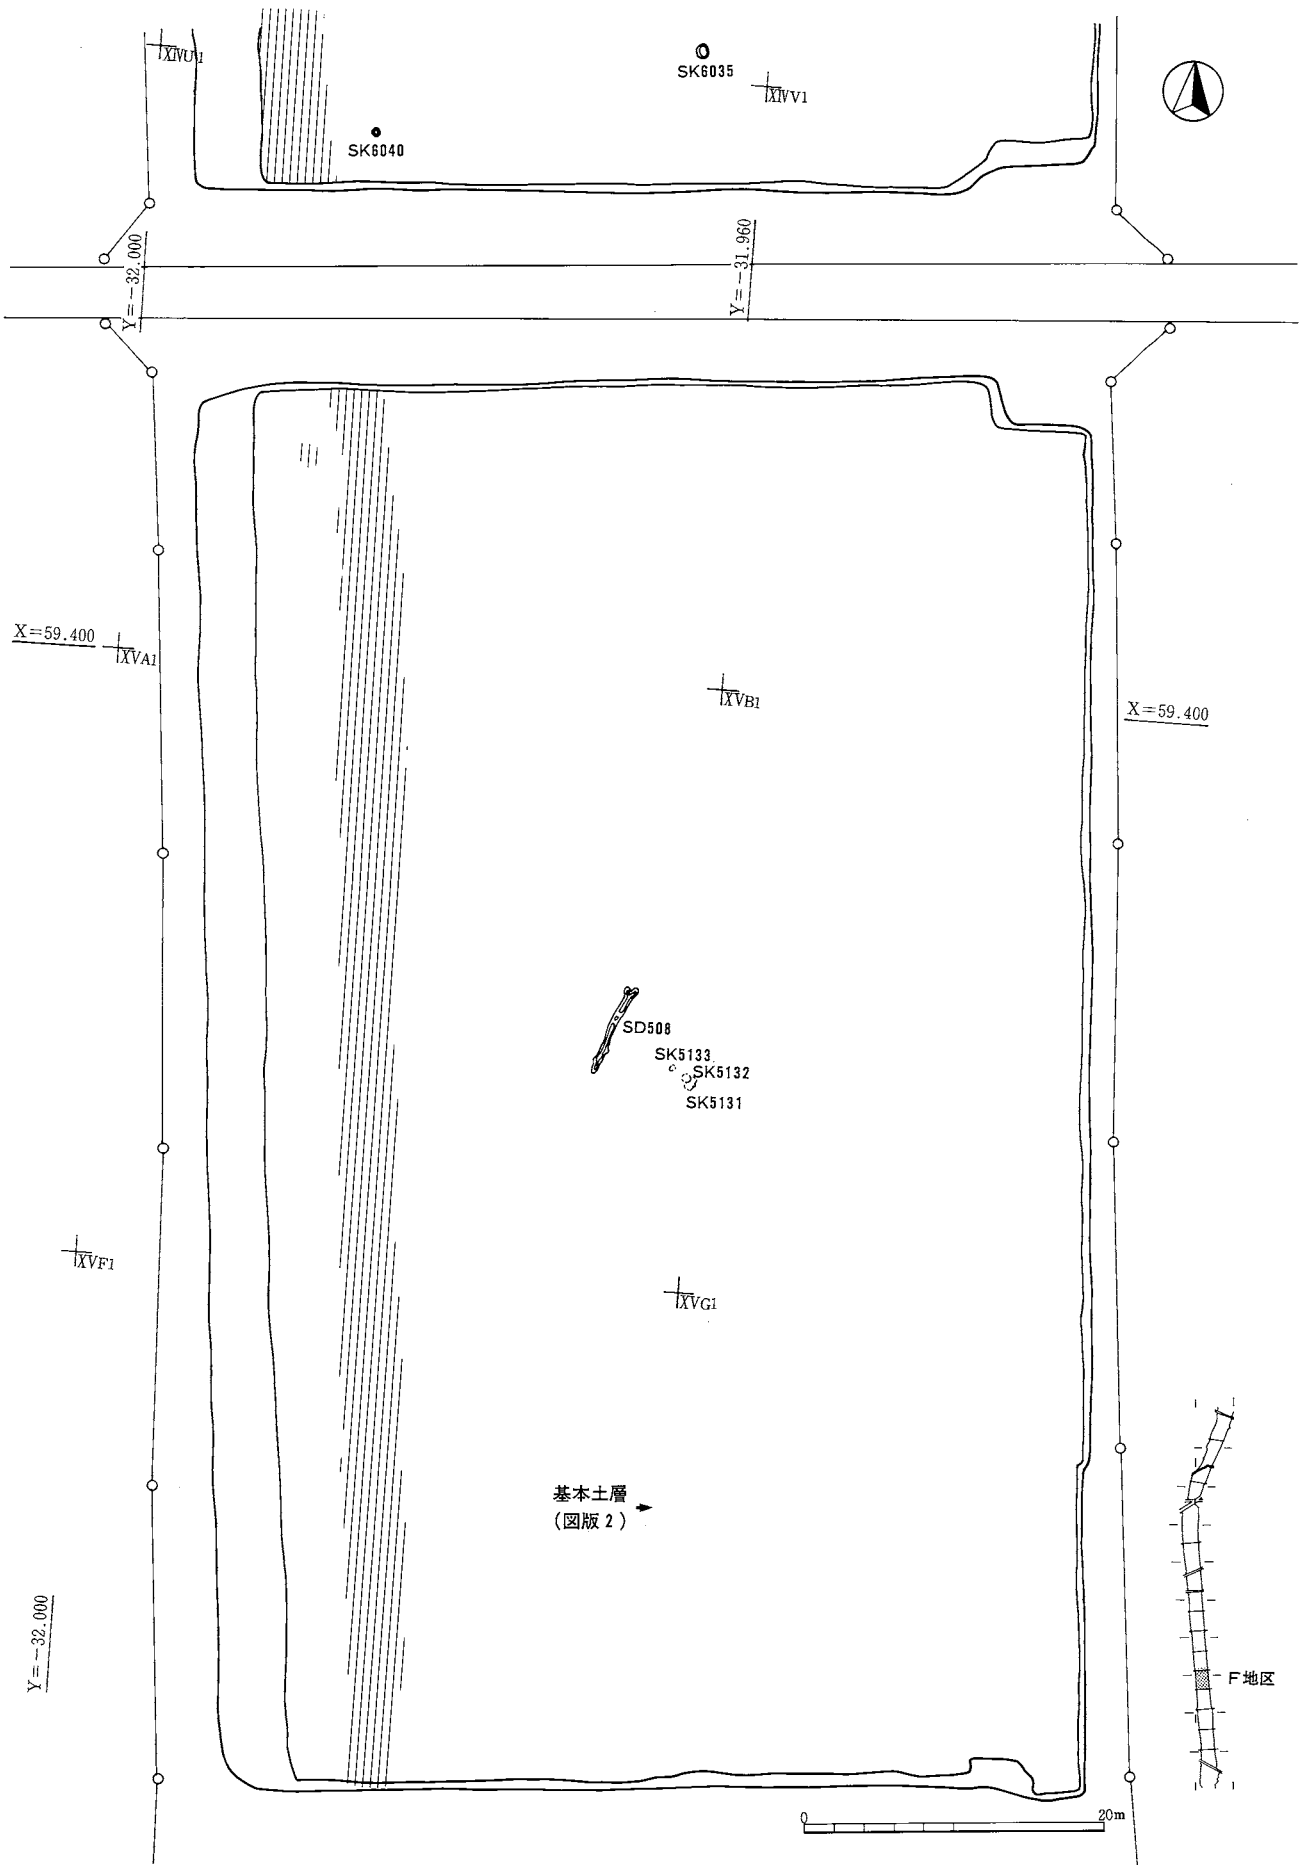 XIVU1
SK6035
XIVV1
SK6040
Y=-32.000
Y=-31.960
X=59.400
XVA1
XVB1
X=59.400
SD508
SK5133
SK5132
SK5131
XVF1
XVG1
基本土層
(図版2)
Y=-32.000
F地区
0 20m